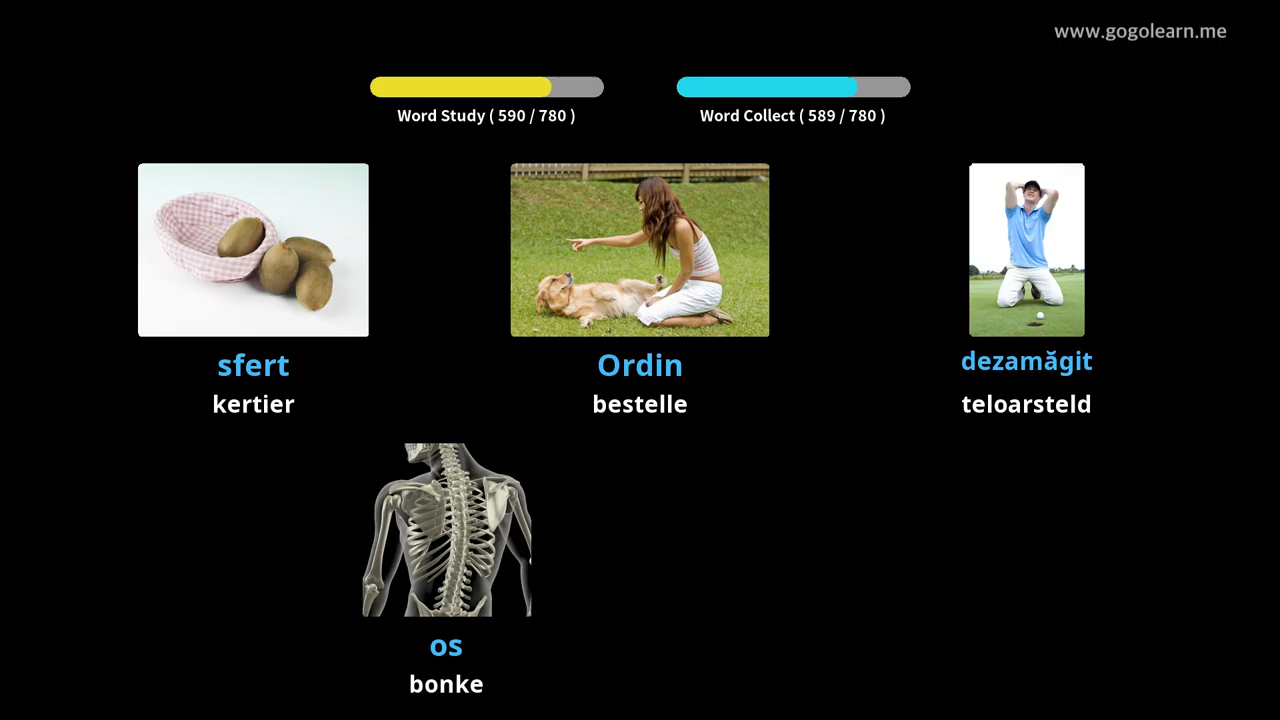 www.gogolearn.me
Word Study ( 590 / 780 )
Word Collect ( 589 / 780 )
sfert
kertier
Ordin
bestelle
dezamăgit
teloarsteld
os
bonke